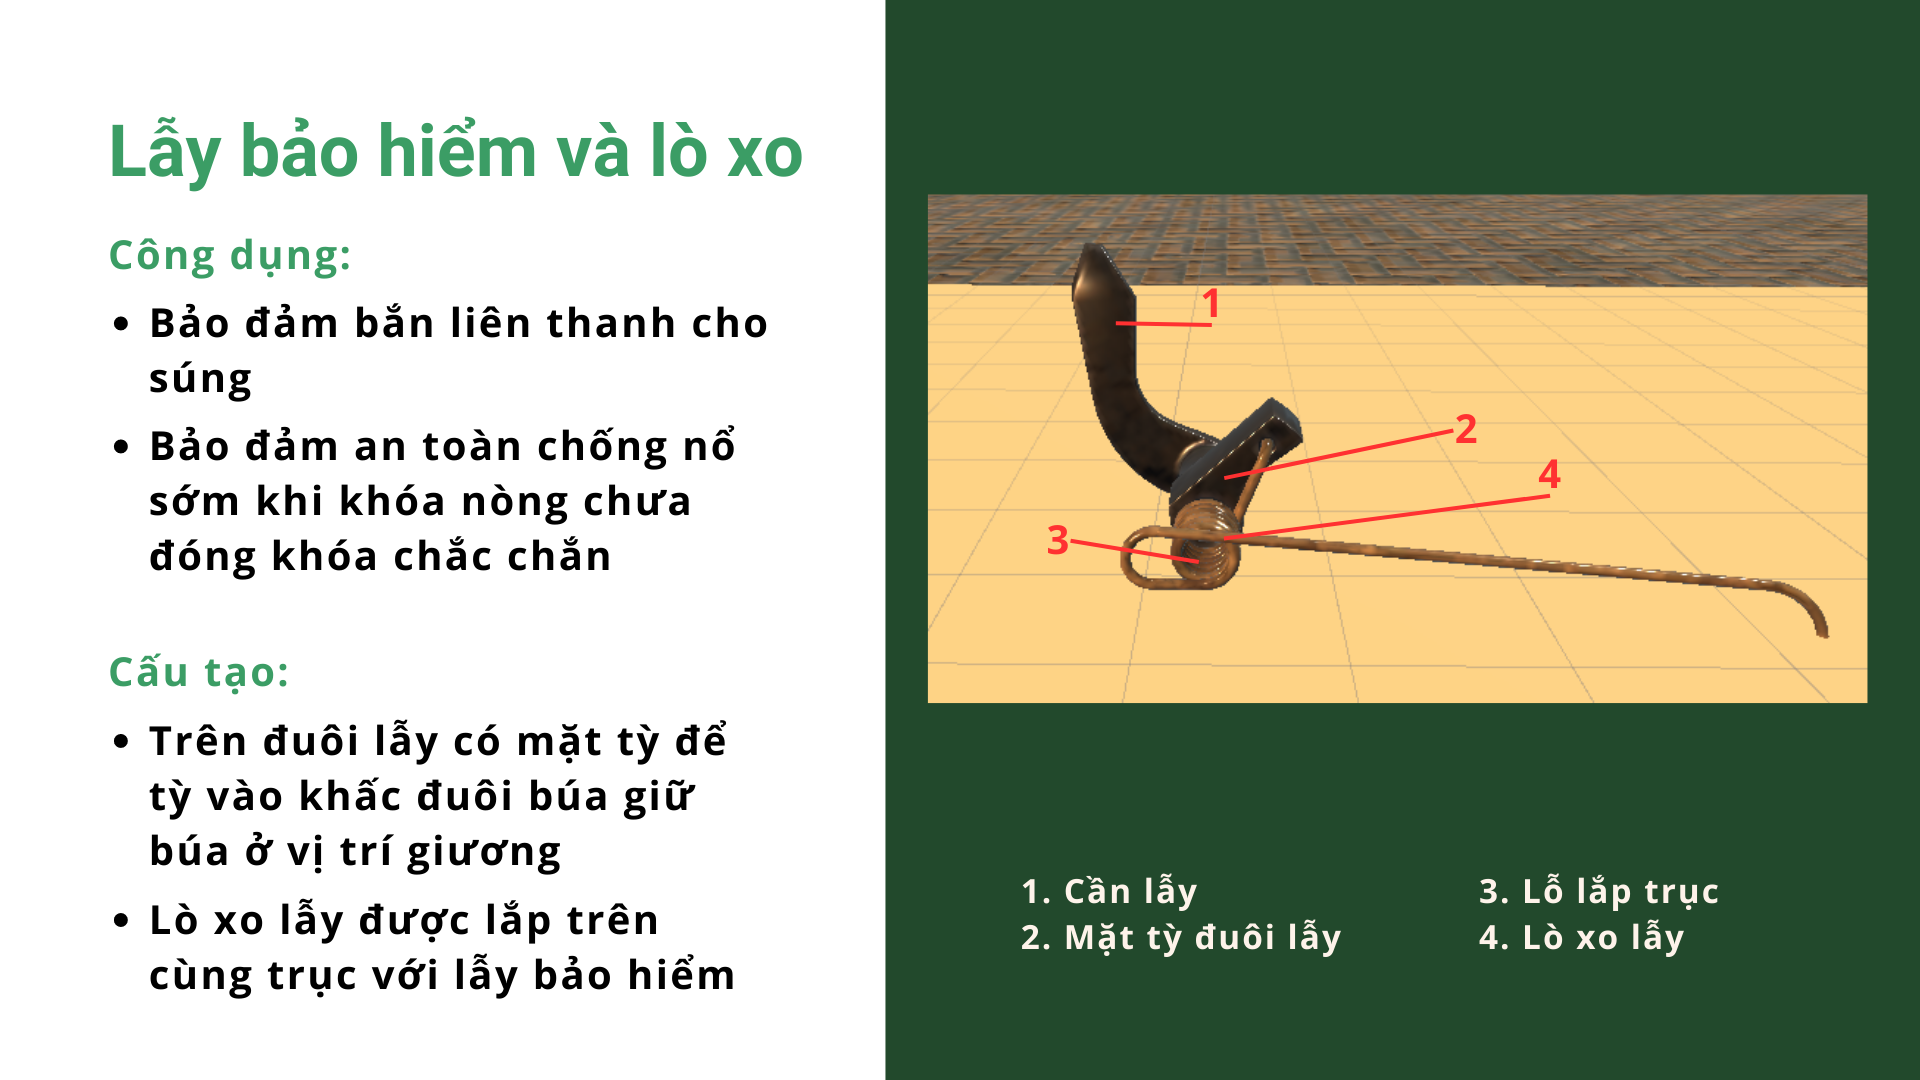 Lẫy bảo hiểm và lò xo
Công dụng:
• Bảo đảm bắn liên thanh cho
súng
• Bảo đảm an toàn chống nổ
sớm khi khóa nòng chưa
đóng khóa chắc chắn
Cấu tạo:
• Trên đuôi lẫy có mặt tỳ để
tỳ vào khấc đuôi búa giữ
búa ở vị trí giương
• Lò xo lẫy được lắp trên
cùng trục với lẫy bảo hiểm
1
2
4
3
1. Cần lẫy
2. Mặt tỳ đuôi lẫy
3. Lỗ lắp trục
4. Lò xo lẫy